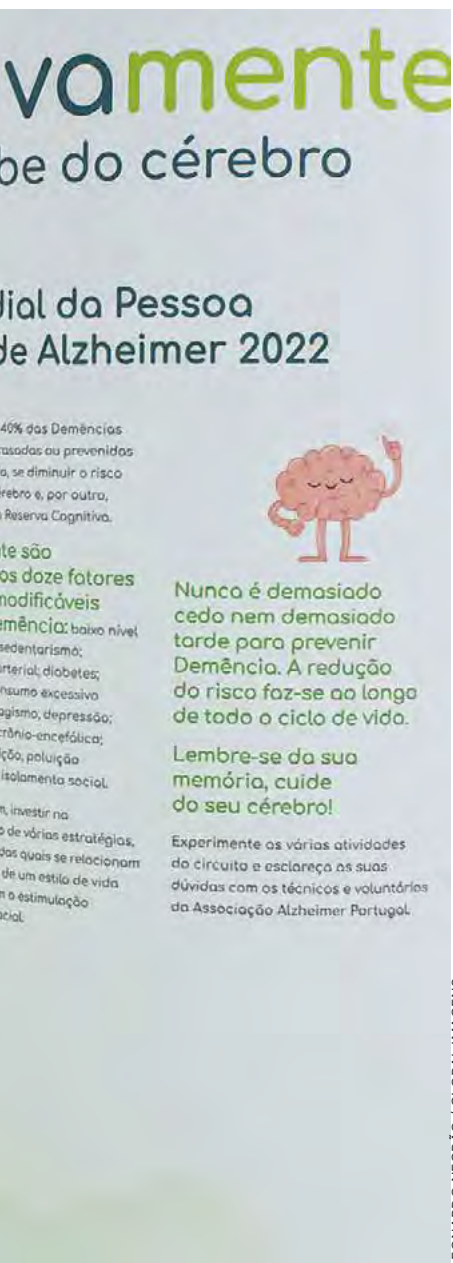 vamente
be do cérebro
dial da Pessoa
de Alzheimer 2022
40% das Demências
rasadas ou prevenidas
a, se diminuir o risco
rebro e, por outro,
Reserva Cognitiva.
te são
os doze fatores
modificáveis
emência: baixo nível
sedentarismo;
rterial; diabetes;
nsumo excessivo
agismo, depressão;
crânio-encefálica;
ição, poluição
isolamento social.
m, investir na
o de várias estratégias,
das quais se relacionam
de um estilo de vida
m a estimulação
ocial.
Nunca é demasiado
cedo nem demasiado
tarde para prevenir
Demência. A redução
do risco faz-se ao longo
de todo o ciclo de vida.
Lembre-se da sua
memória, cuide
do seu cérebro!
Experimente as várias atividades
do circuito e esclareça as suas
dúvidas com os técnicos e voluntários
da Associação Alzheimer Portugal.